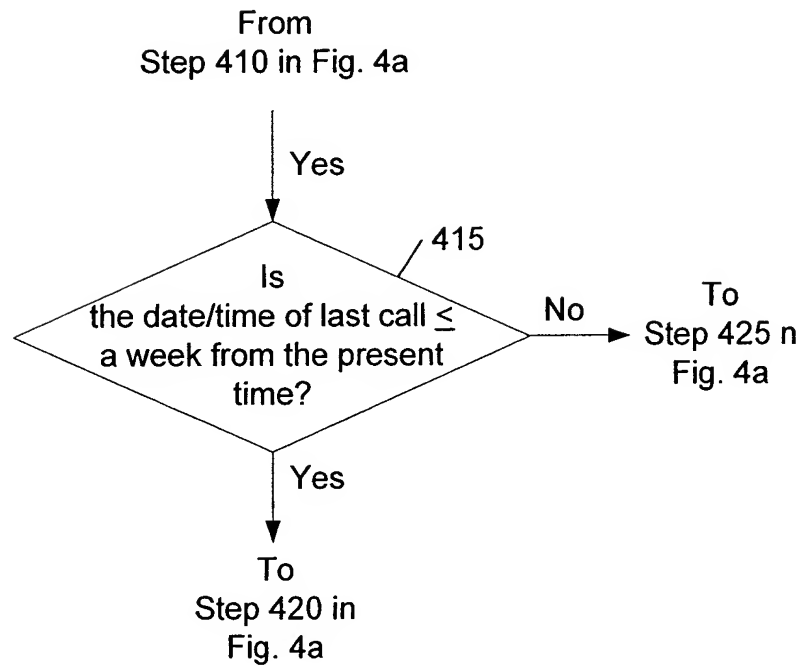 From
Step 410 in Fig. 4a
Yes
415
Is
the date/time of last call ≤
a week from the present
time?
No
To
Step 425 n
Fig. 4a
Yes
To
Step 420 in
Fig. 4a